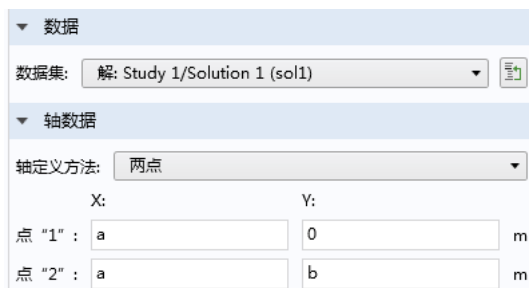 数据
数据集: 解: Study 1/Solution 1 (sol1)
轴数据
轴定义方法: 两点
X: Y:
点 "1" : a 0 m
点 "2" : a b m